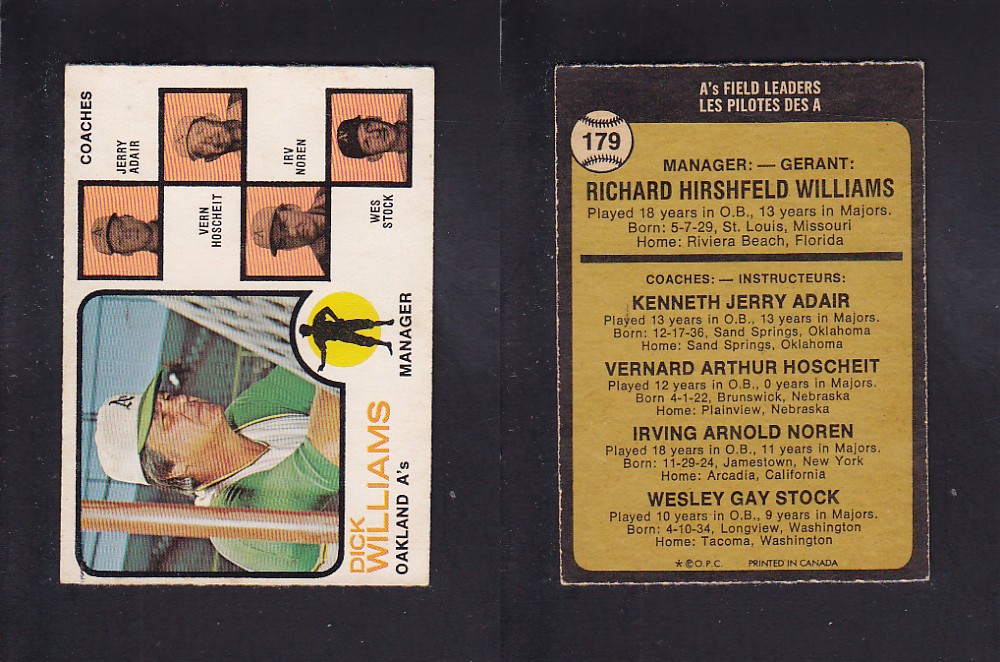 COACHES
JERRY
ADAIR
VERN
HOSCHEIT
IRV
NOREN
WES
STOCK
A
A
A
MANAGER
DICK
WILLIAMS
OAKLAND A's
A's FIELD LEADERS
LES PILOTES DES A
179
MANAGER: — GERANT:
RICHARD HIRSHFELD WILLIAMS
Played 18 years in O.B., 13 years in Majors.
Born: 5-7-29, St. Louis, Missouri
Home: Riviera Beach, Florida
COACHES: — INSTRUCTEURS:
KENNETH JERRY ADAIR
Played 13 years in O.B., 13 years in Majors.
Born: 12-17-36, Sand Springs, Oklahoma
Home: Sand Springs, Oklahoma
VERNARD ARTHUR HOSCHEIT
Played 12 years in O.B., 0 years in Majors.
Born 4-1-22, Brunswick, Nebraska
Home: Plainview, Nebraska
IRVING ARNOLD NOREN
Played 18 years in O.B., 11 years in Majors.
Born: 11-29-24, Jamestown, New York
Home: Arcadia, California
WESLEY GAY STOCK
Played 10 years in O.B., 9 years in Majors.
Born: 4-10-34, Longview, Washington
Home: Tacoma, Washington
* © O.P.C. PRINTED IN CANADA